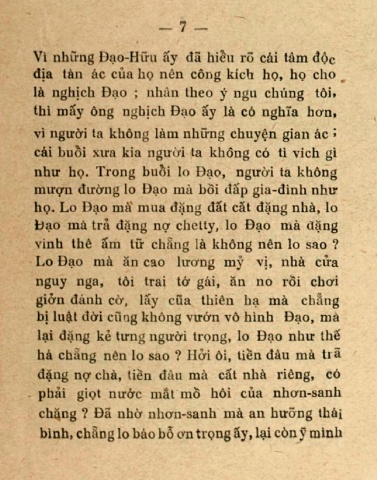 — 7 —
Vì những Đạo-Hữu ấy đã hiểu rõ cái tâm độc
địa tàn ác của họ nên công kích họ, họ cho
là nghịch Đạo ; nhân theo ý ngu chúng tôi,
thì mấy ông nghịch Đạo ấy là có nghĩa hơn,
vì người ta không làm những chuyện gian ác ;
cái buổi xưa kia người ta không có tì vích gì
như họ. Trong buổi lo Đạo, người ta không
mượn đường lo Đạo mà bồi đấp gia-đình như
họ. Lo Đạo mà mua đặng đất cất đặng nhà, lo
Đạo mà trả đặng nợ chetty, lo Đạo mà đặng
vinh thê ấm tử chẳng là không nên lo sao ?
Lo Đạo mà ăn cao lương mỷ vị, nhà cửa
nguy nga, tôi trai tớ gái, ăn no rồi chơi
giởn đánh cờ, lấy cũa thiên hạ mà chẳng
bị luật đời cũng không vướn vô hình Đạo, mà
lại đặng kẻ tưng người trọng, lo Đạo như thế
há chẳng nên lo sao ? Hởi ôi, tiền đâu mà trã
đặng nợ chà, tiền đâu mà cất nhà riêng, có
phải giọt nước mắt mồ hôi của nhơn-sanh
chặng ? Đã nhờ nhơn-sanh mà an hưỡng thái
bình, chẳng lo báo bồ ơn trọng ấy, lại còn ỹ mình